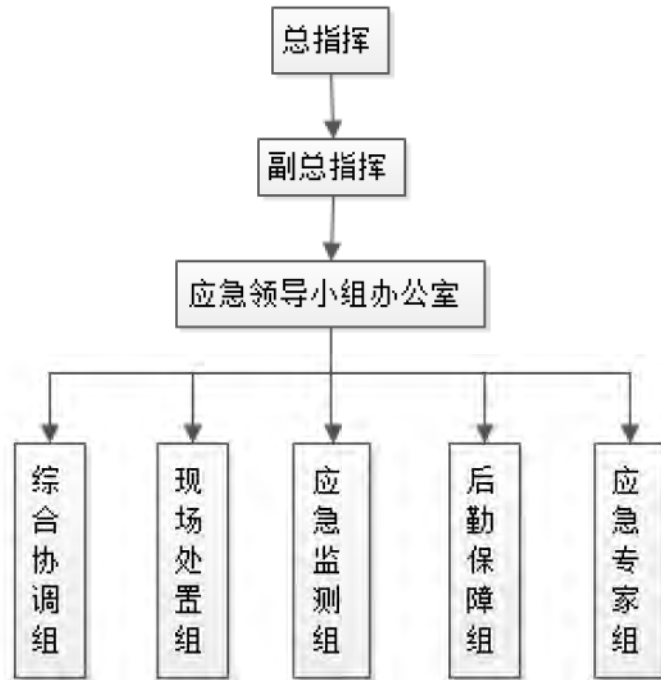 总指挥
副总指挥
应急领导小组办公室
综合协调组
现场处置组
应急监测组
后勤保障组
应急专家组